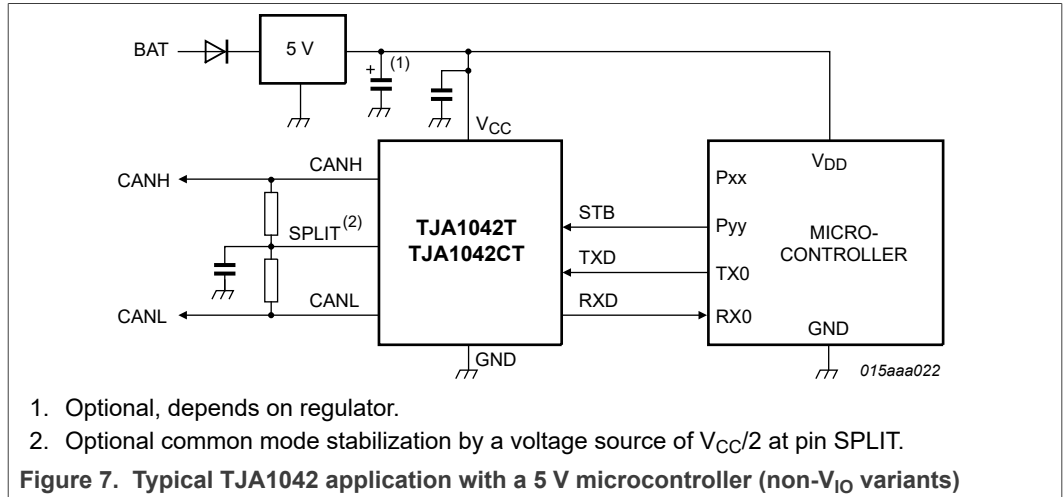 BAT
5 V
+
(1)
VCC
VDD
CANH
CANH
Pxx
SPLIT(2)
TJA1042T
TJA1042CT
STB
Pyy
MICRO-
CONTROLLER
TXD
TX0
CANL
CANL
RXD
RX0
GND
GND
015aaa022
1. Optional, depends on regulator.
2. Optional common mode stabilization by a voltage source of VCC/2 at pin SPLIT.
Figure 7. Typical TJA1042 application with a 5 V microcontroller (non-VIO variants)